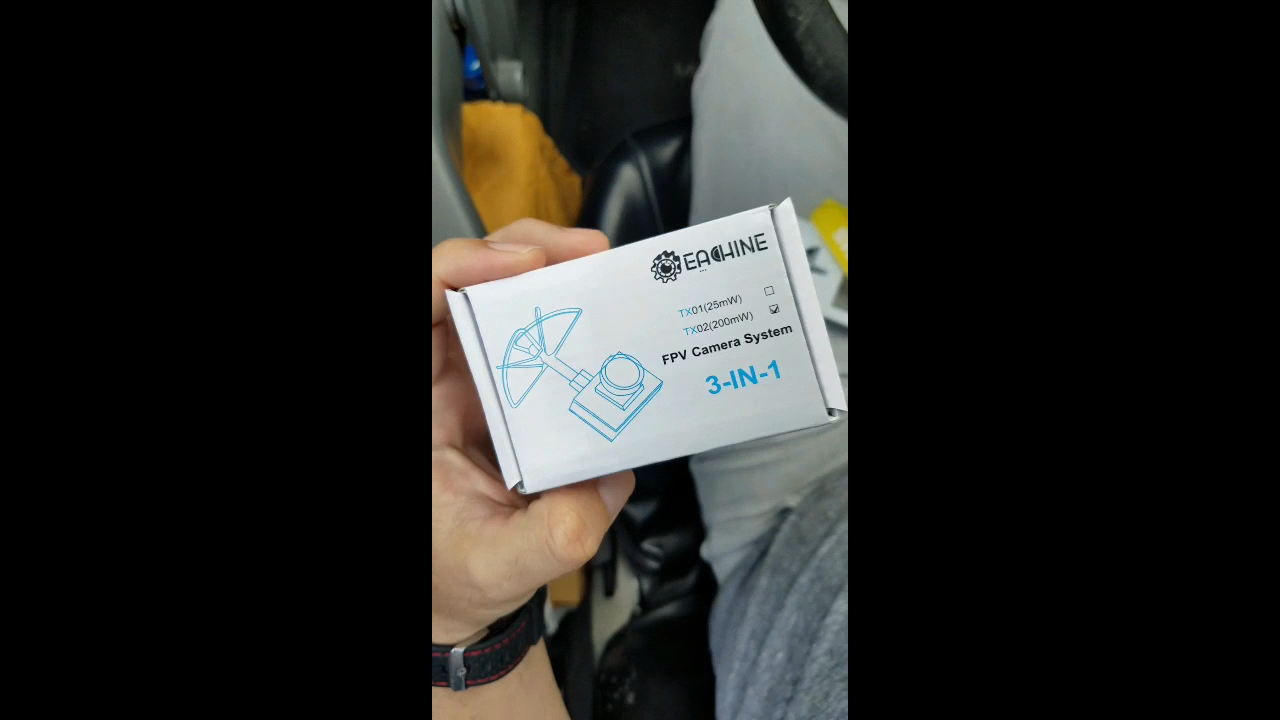 EACHINE
TX01(25mW)
TX02(200mW)
FPV Camera System
3-IN-1